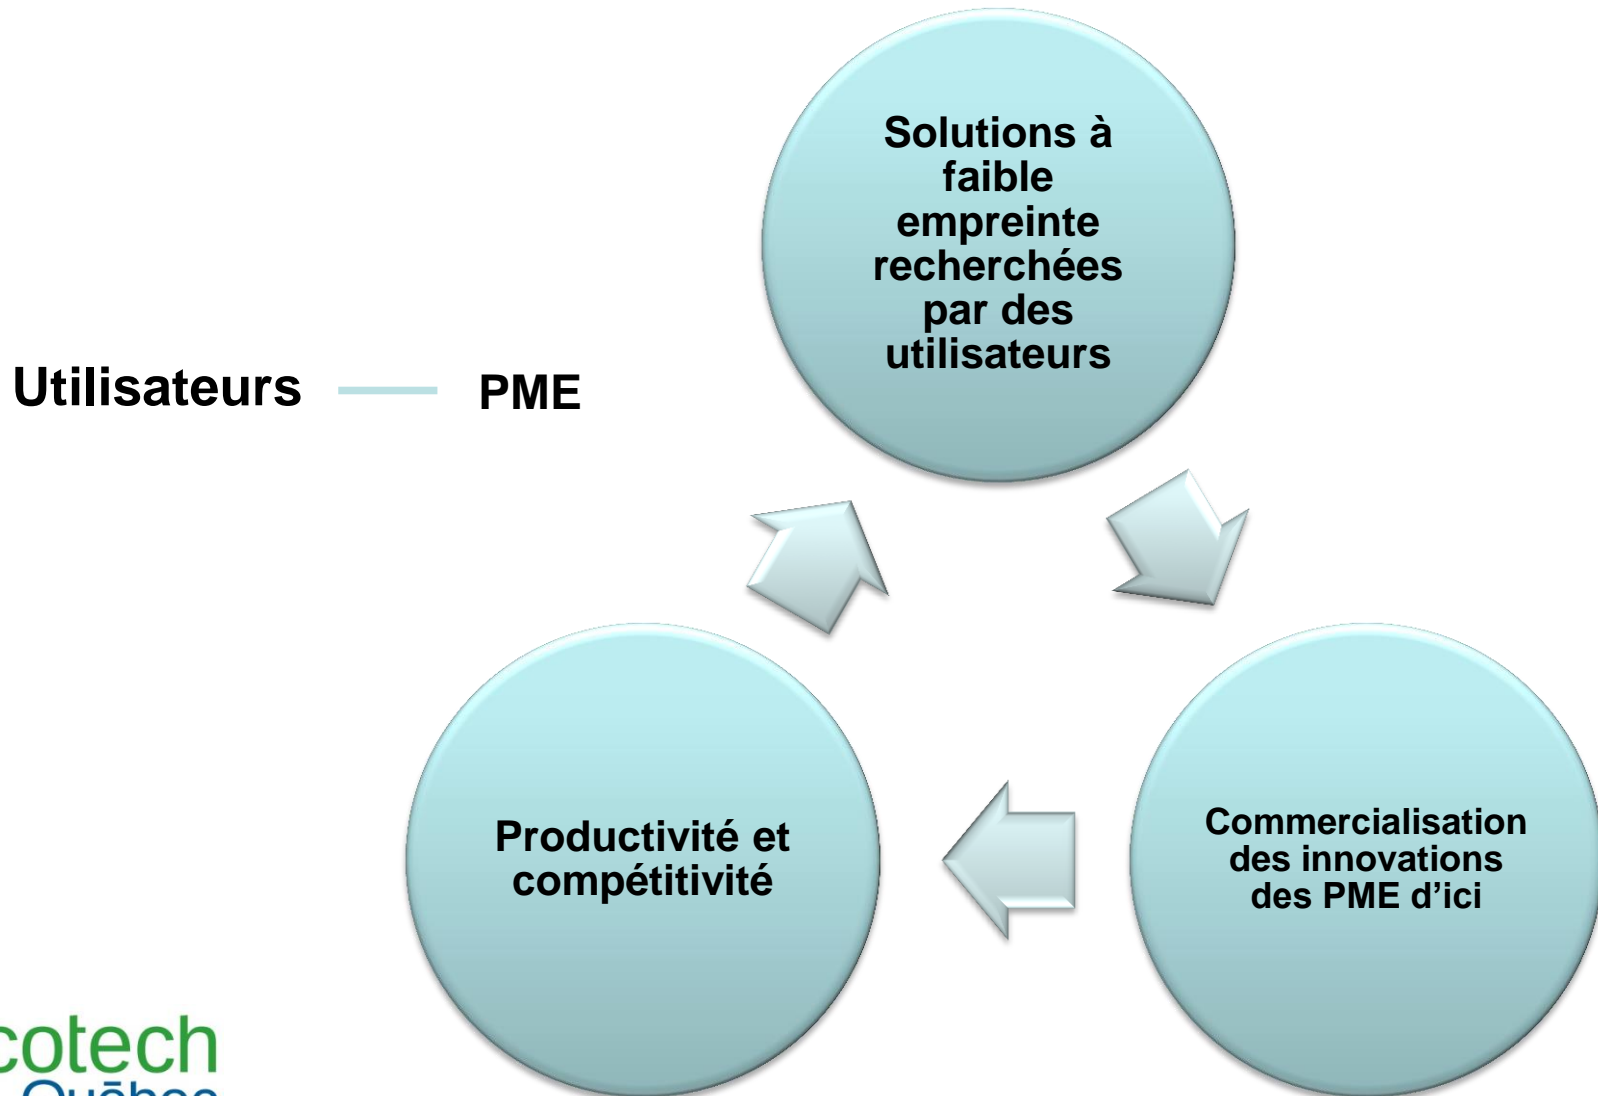 Solutions à
faible
empreinte
recherchées
par des
utilisateurs
Utilisateurs
PME
Productivité et
compétitivité
Commercialisation
des innovations
des PME d’ici
cotech
Québec